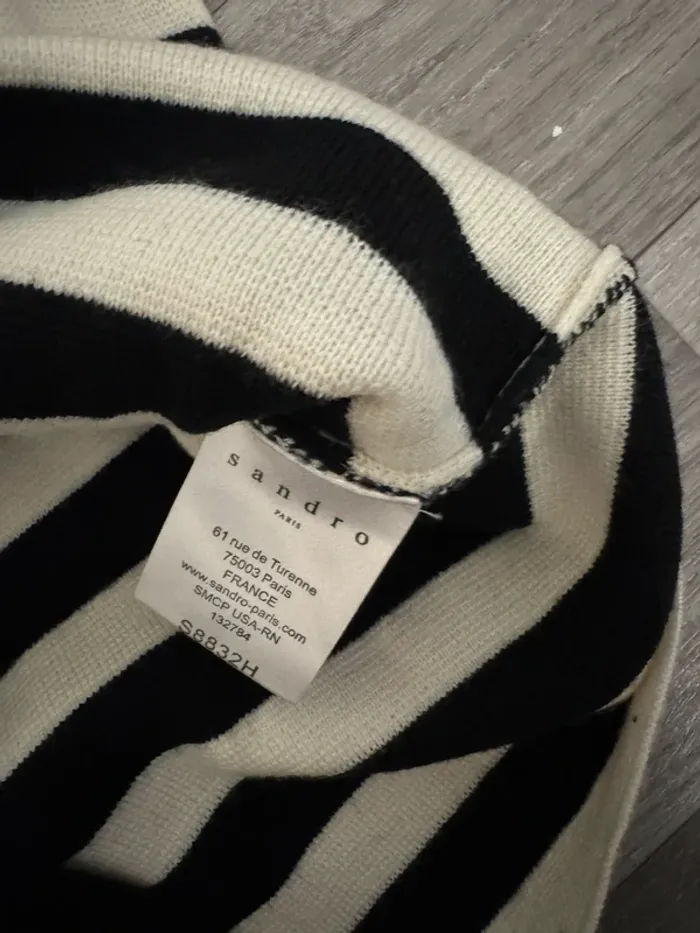 sandro
PARIS
61 rue de Turenne
75003 Paris
FRANCE
www.sandro-paris.com
SMCP USA-RN
132784
S8832H